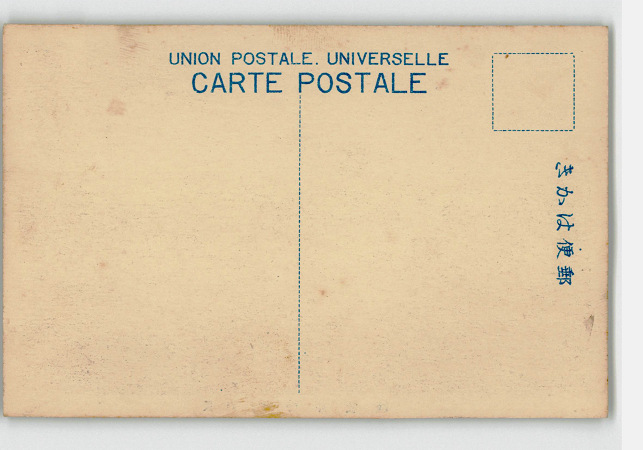 UNION POSTALE. UNIVERSELLE
CARTE POSTALE
郵便はかき